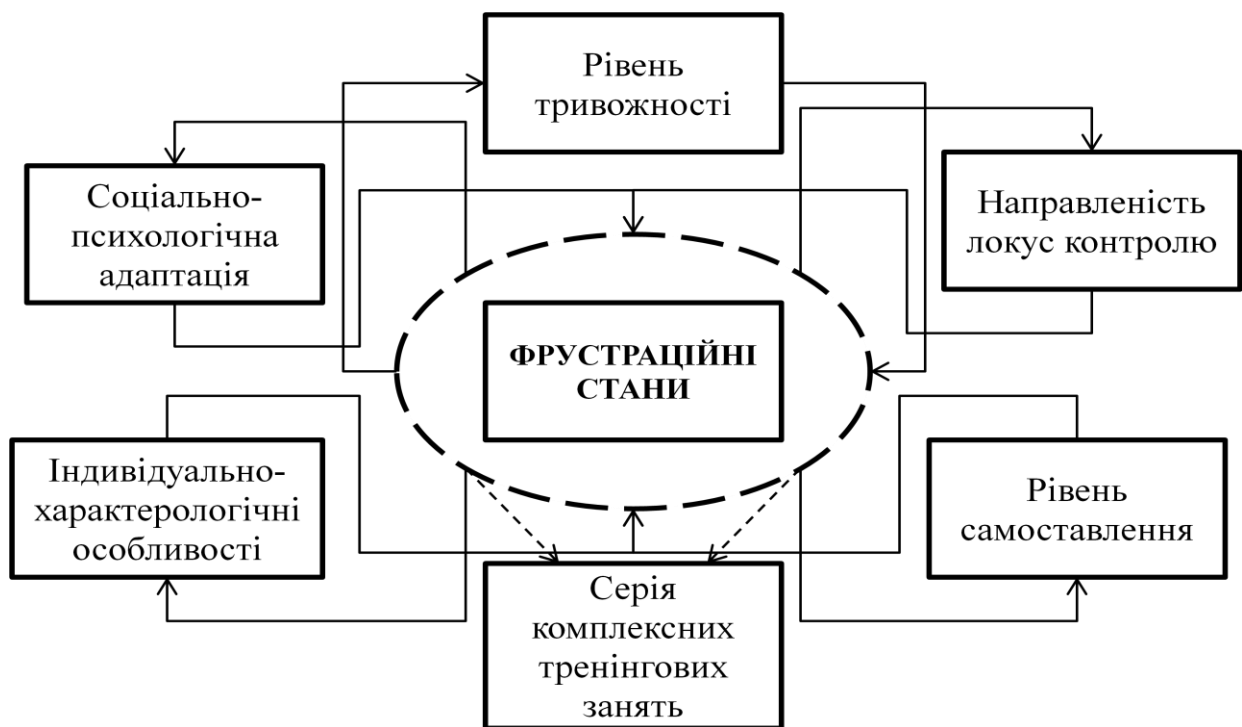 Рівень
тривожності
Соціально-
психологічна
адаптація
Направленість
локус контролю
ФРУСТРАЦІЙНІ
СТАНИ
Індивідуально-
характерологічні
особливості
Рівень
самоставлення
Серія
комплексних
тренінгових
занять